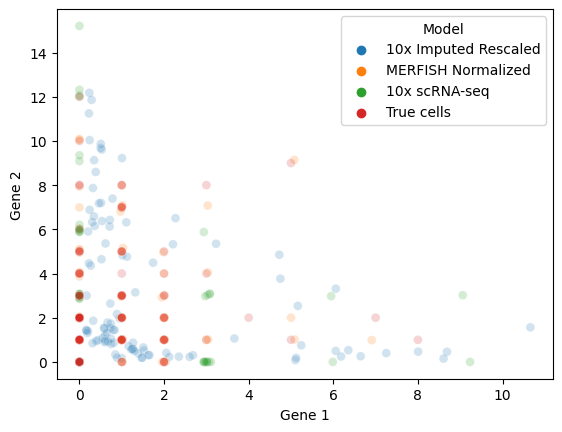 Model
10x Imputed Rescaled
MERFISH Normalized
10x scRNA-seq
True cells
14
12
10
8
6
4
2
0
Gene 2
0 2 4 6 8 10
Gene 1